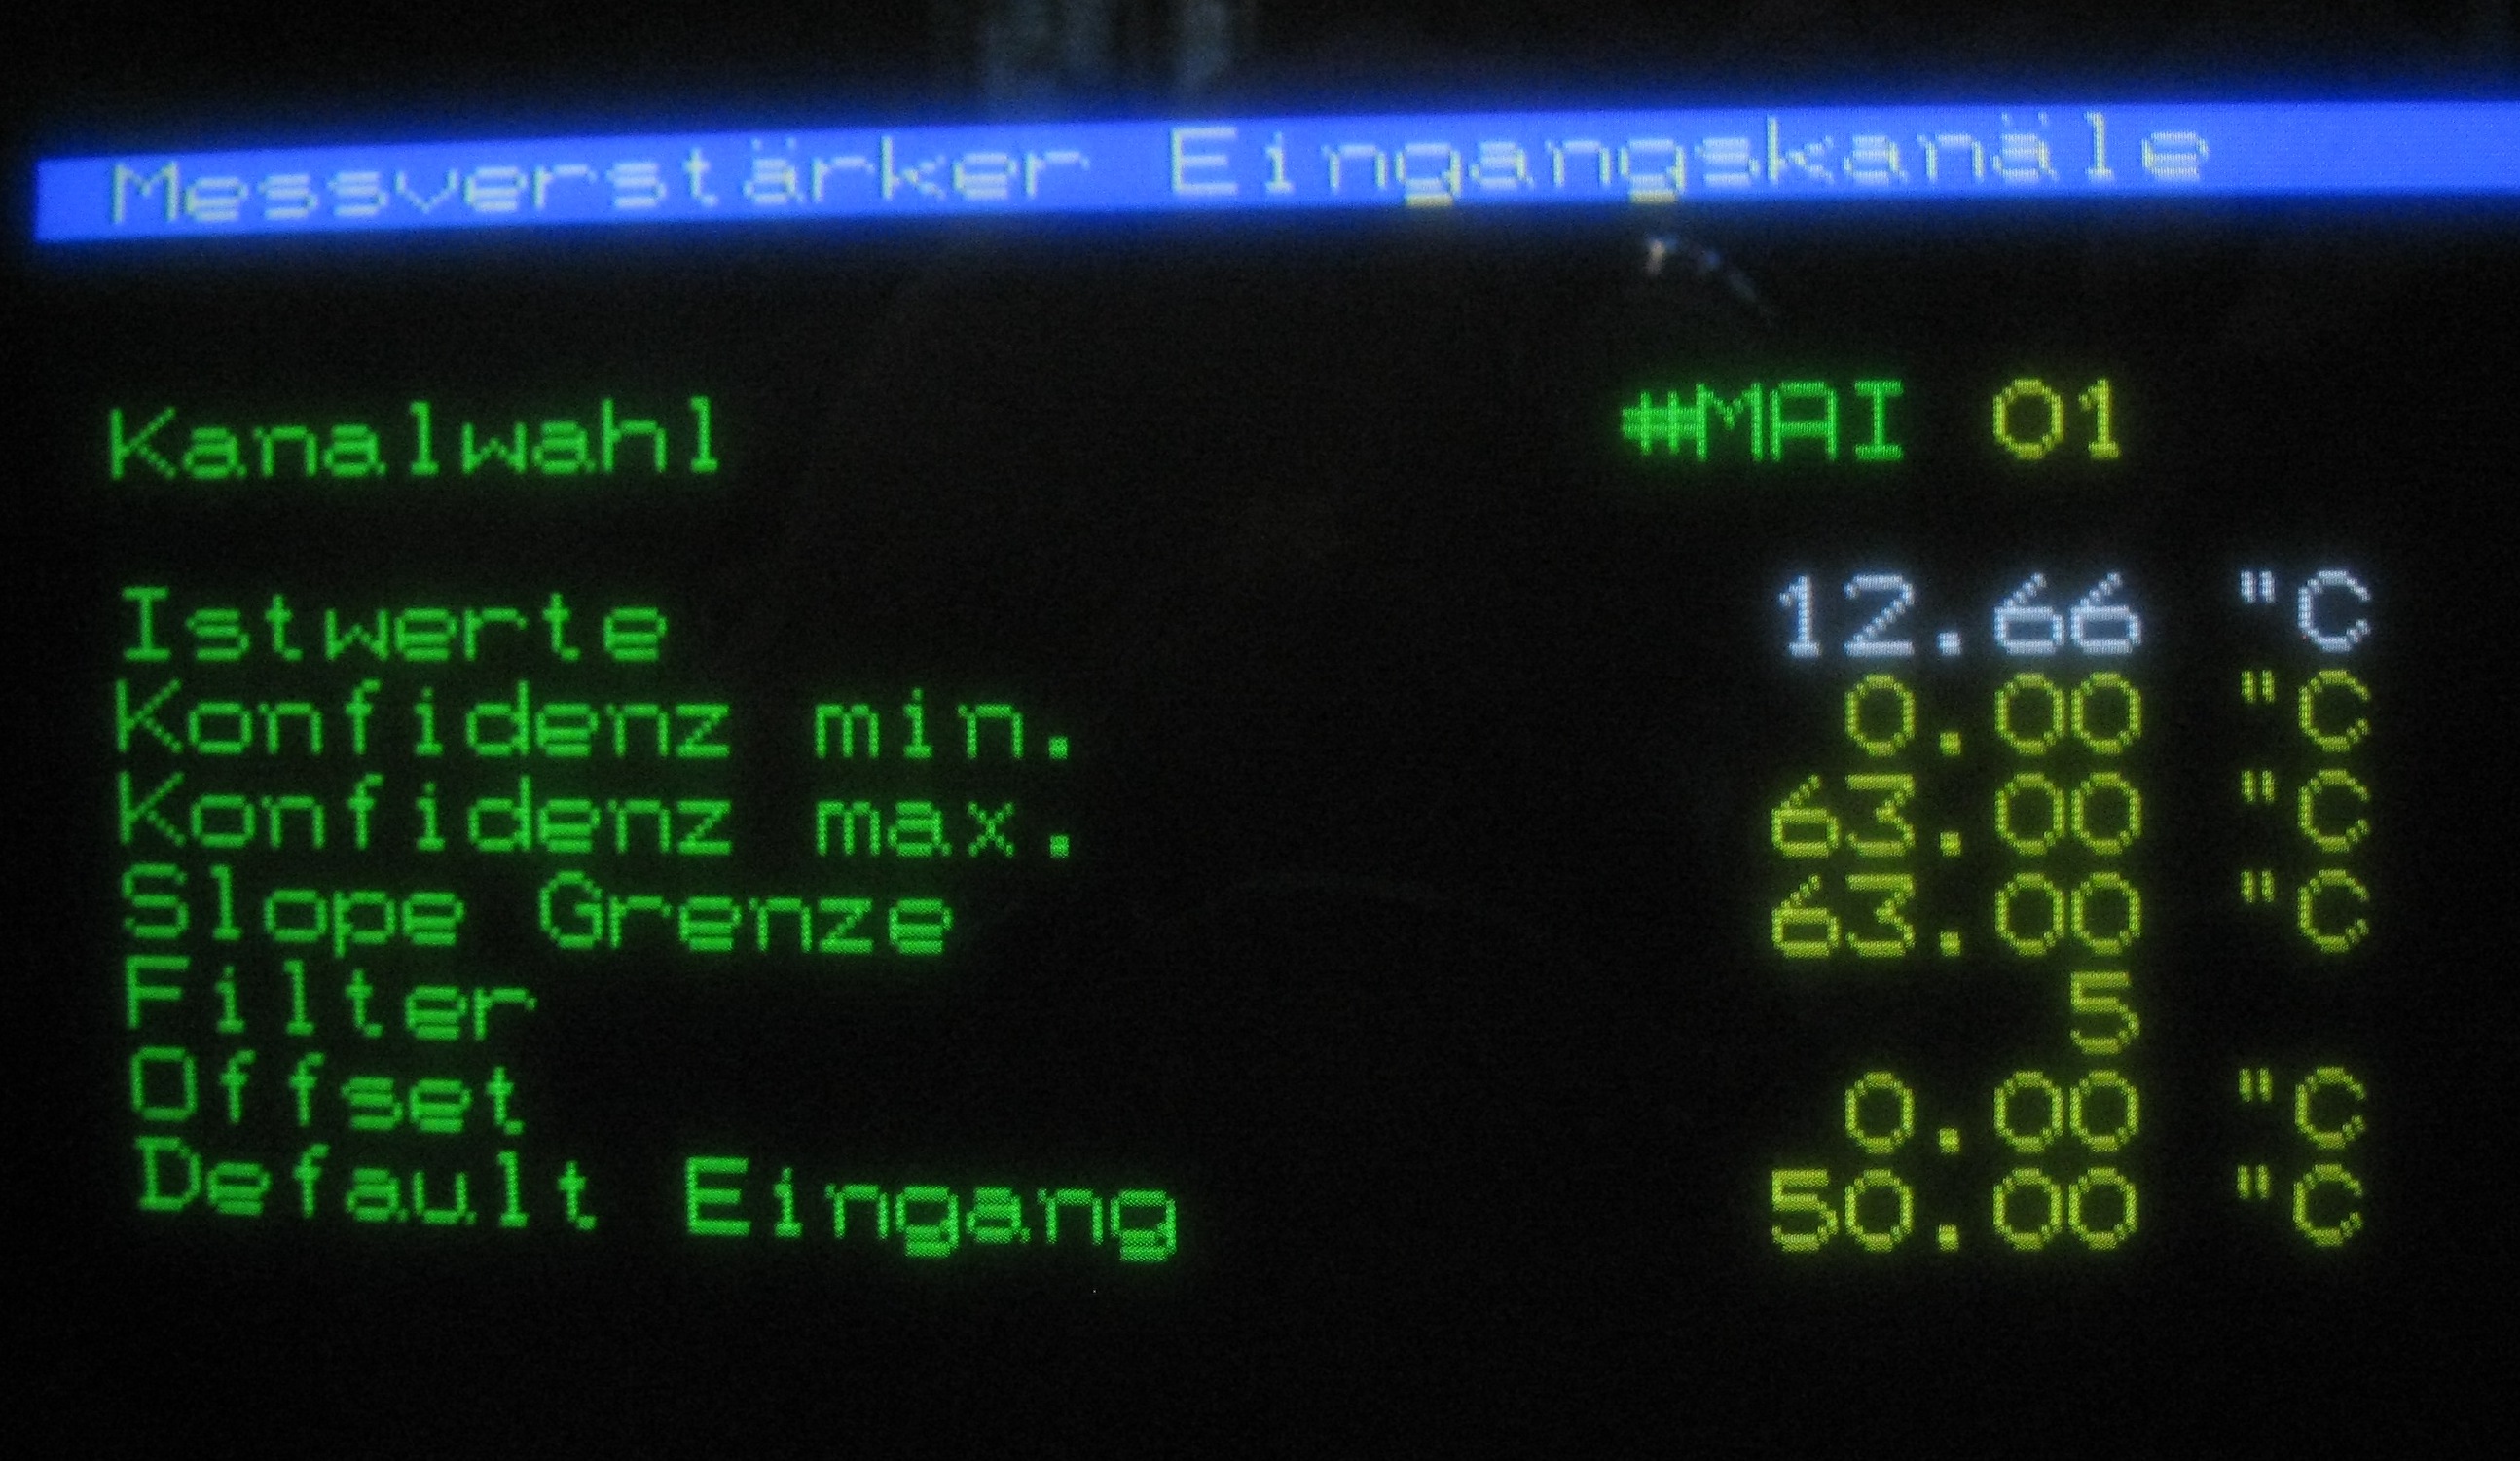 Messverstärker Eingangskanäle
Kanalwahl #MAI 01
Istwerte 12.66 "C
Konfidenz min. 0.00 "C
Konfidenz max. 63.00 "C
Slope Grenze 63.00 "C
Filter 5
Offset 0.00 "C
Default Eingang 50.00 "C